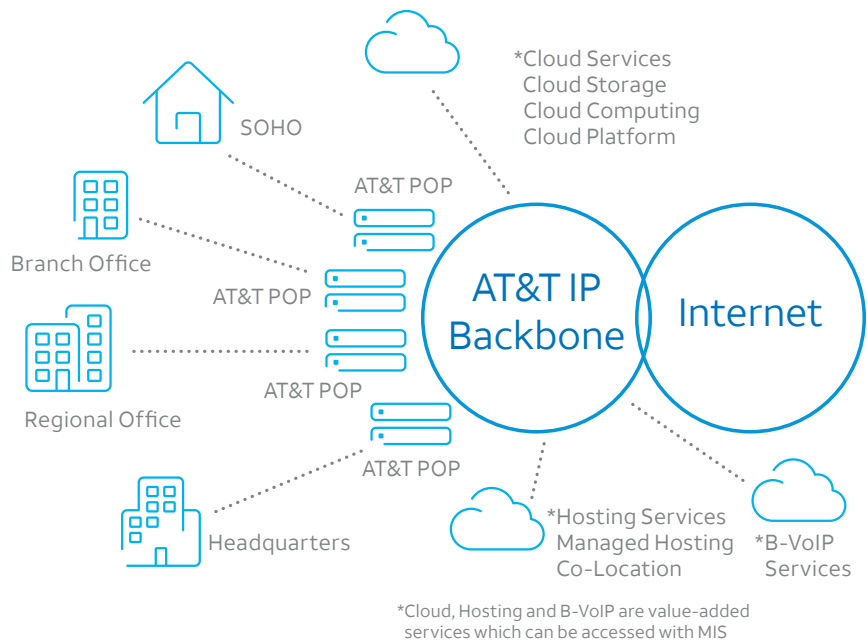 *Cloud Services
Cloud Storage
Cloud Computing
Cloud Platform
SOHO
AT&T POP
Branch Office
AT&T POP
AT&T IP
Backbone
Internet
AT&T POP
Regional Office
AT&T POP
Headquarters
*Hosting Services
Managed Hosting
Co-Location
*B-VoIP
Services
*Cloud, Hosting and B-VoIP are value-added
services which can be accessed with MIS